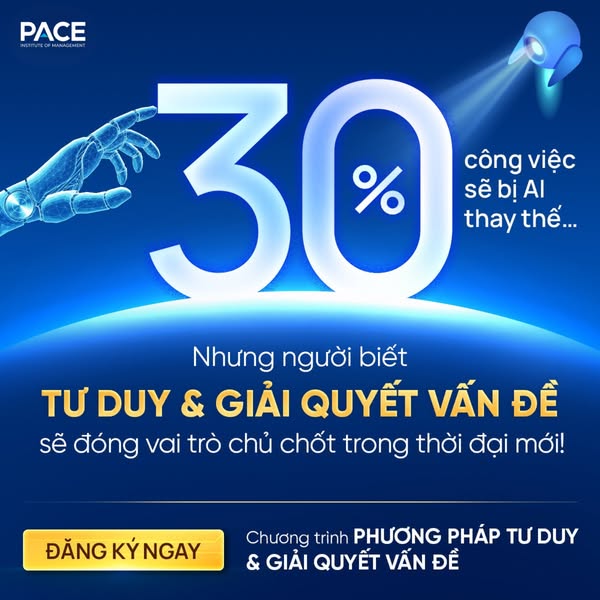 PACE
INSTITUTE OF MANAGEMENT
30%
công việc
sẽ bị AI
thay thế...
Nhưng người biết
TƯ DUY & GIẢI QUYẾT VẤN ĐỀ
sẽ đóng vai trò chủ chốt trong thời đại mới!
ĐĂNG KÝ NGAY
Chương trình PHƯƠNG PHÁP TƯ DUY
& GIẢI QUYẾT VẤN ĐỀ